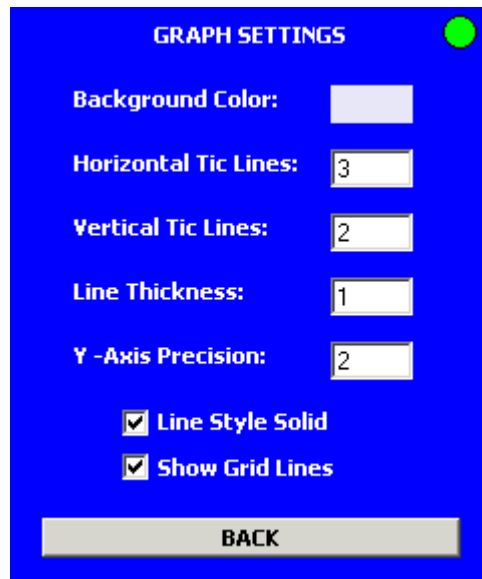 GRAPH SETTINGS
Background Color:
Horizontal Tic Lines: 3
Vertical Tic Lines: 2
Line Thickness: 1
Y -Axis Precision: 2
Line Style Solid
Show Grid Lines
BACK